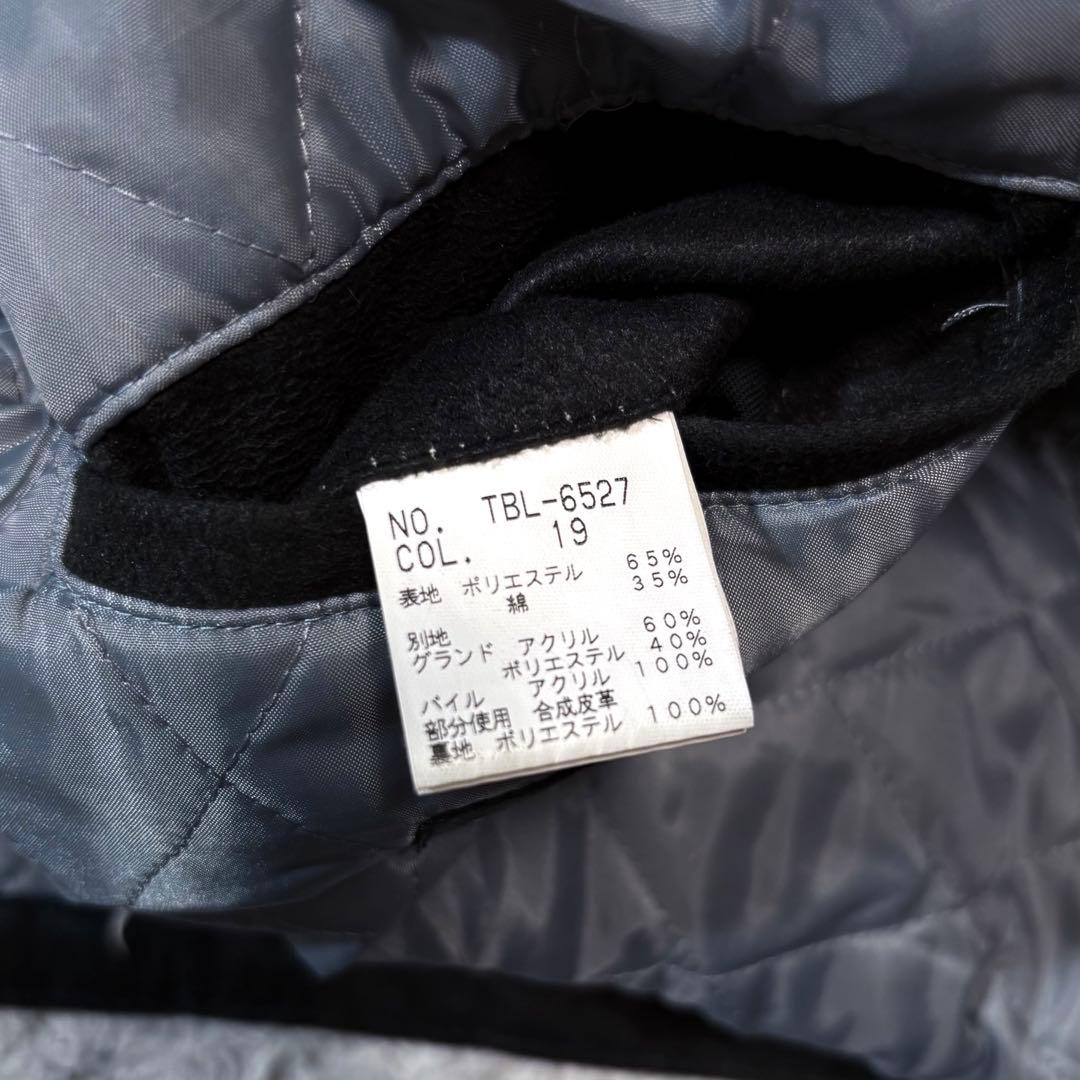 NO. TBL-6527
COL. 19
表地 ポリエステル 65%
綿 35%
別地
グランド アクリル 60%
ポリエステル 40%
パイル アクリル 100%
部分使用 合成皮革
裏地 ポリエステル 100%